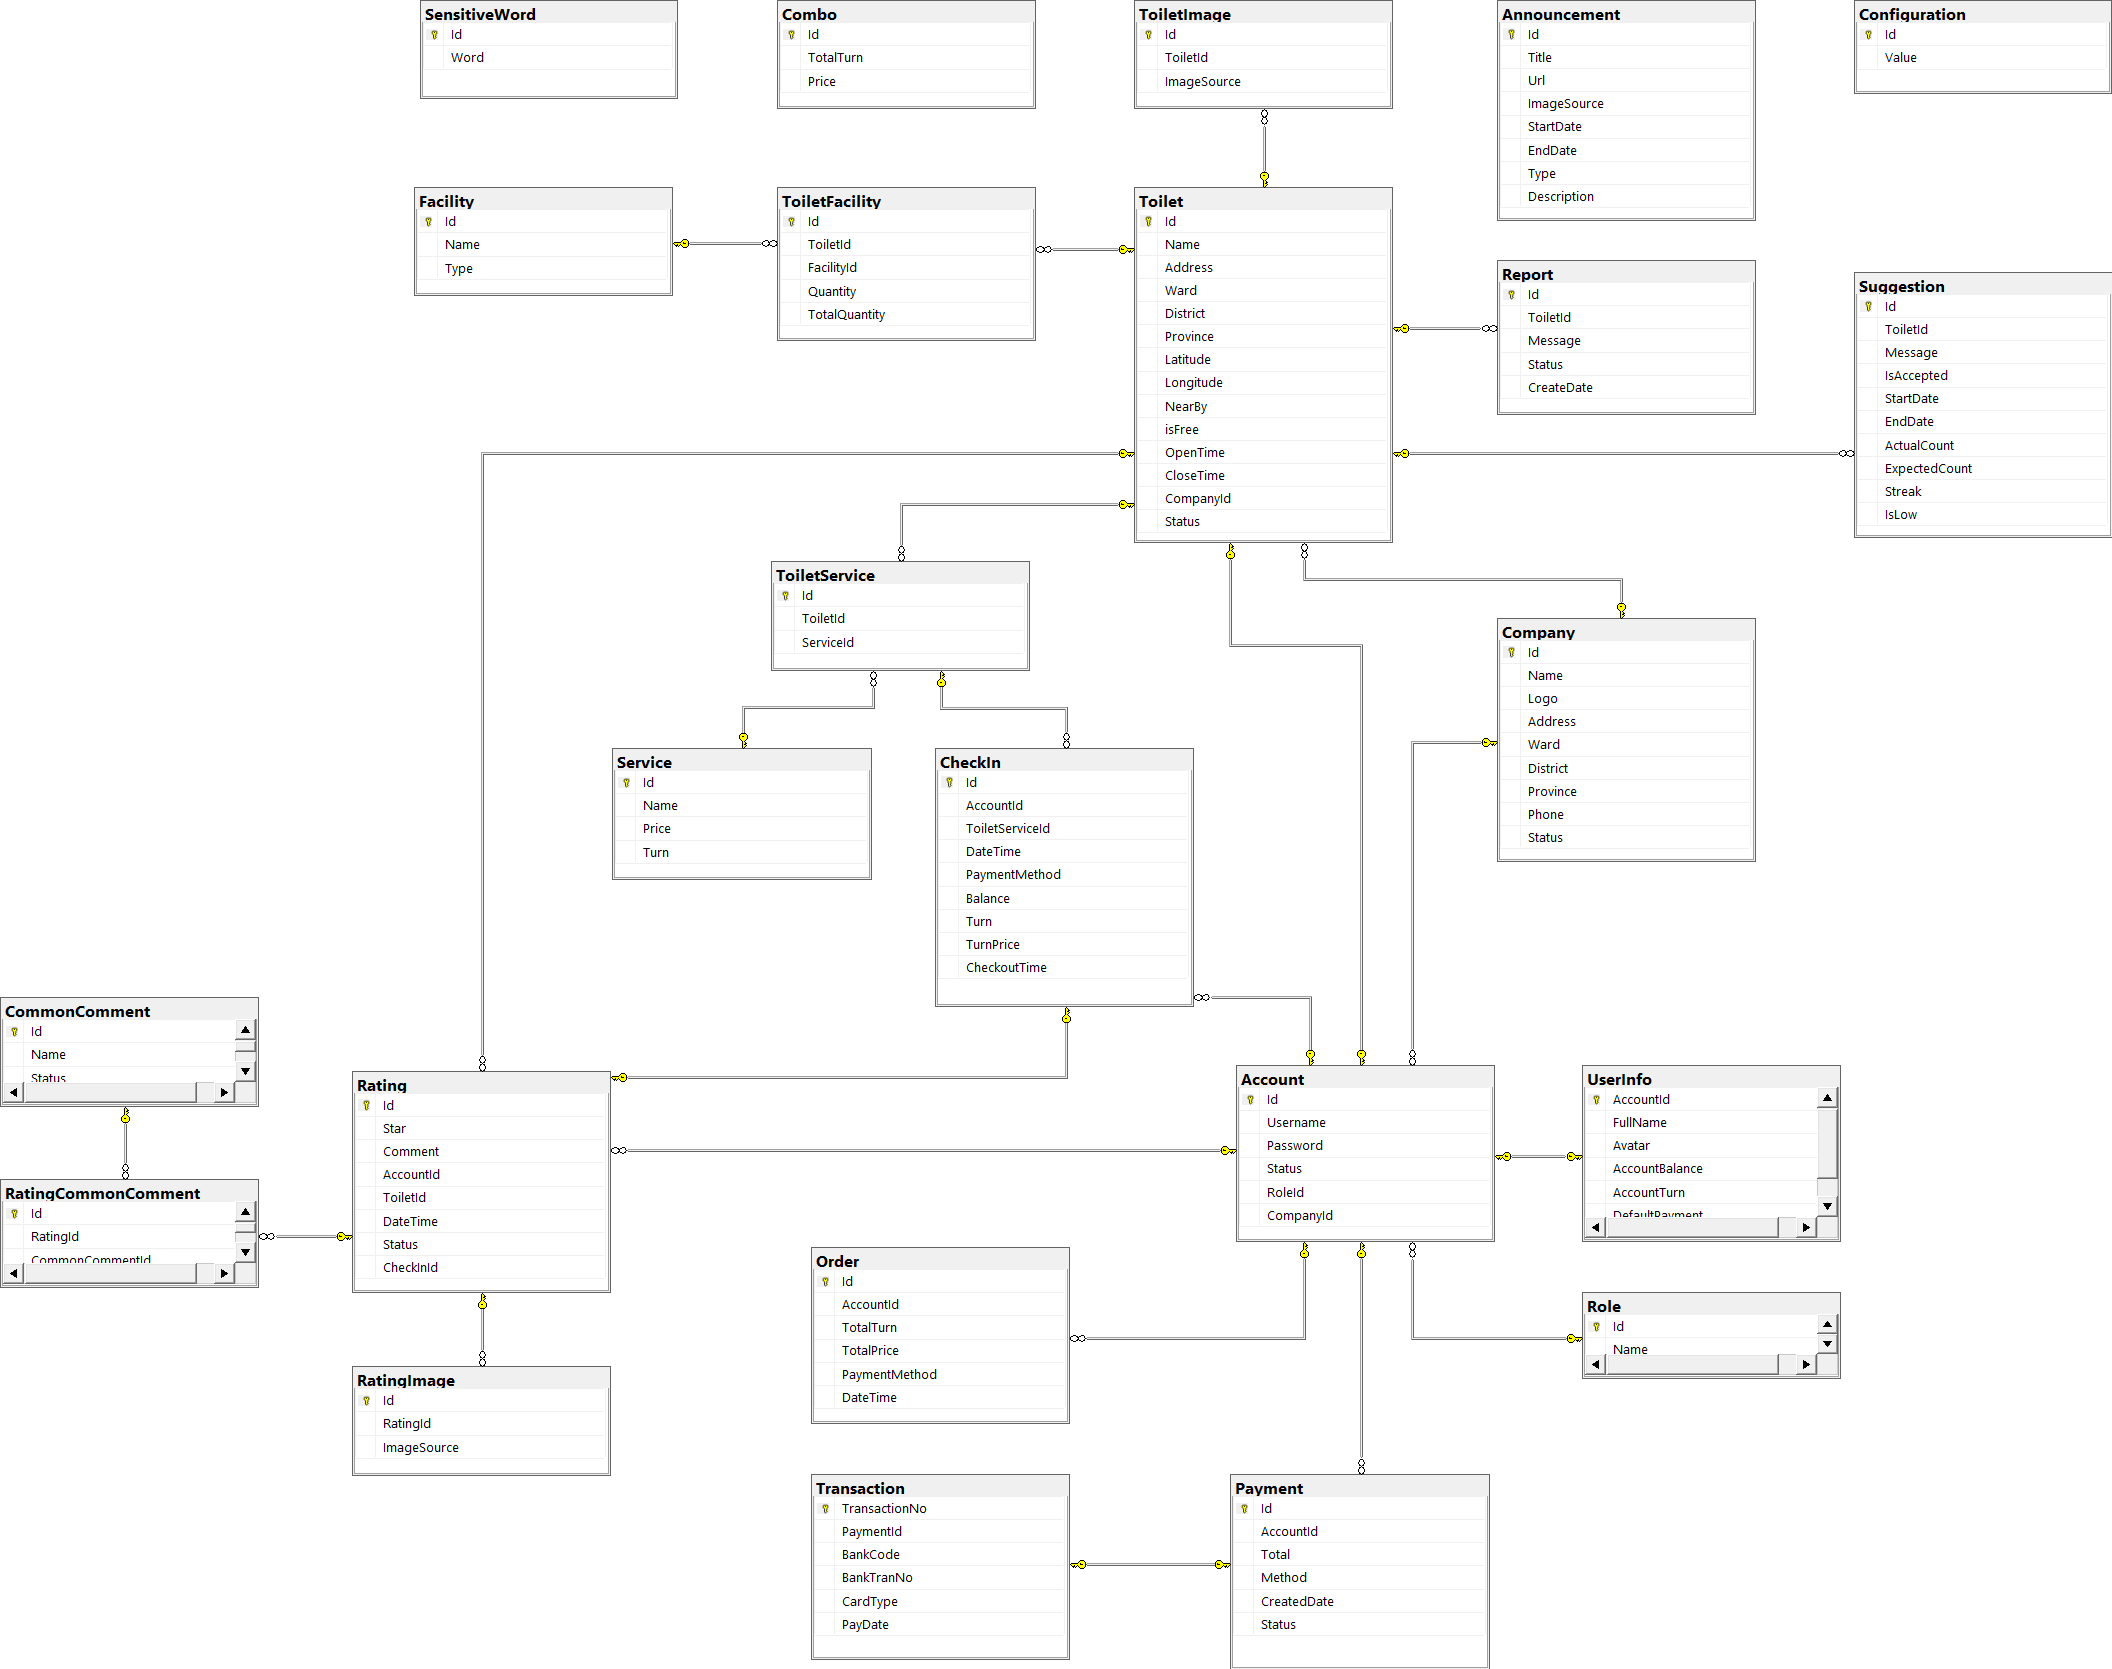 SensitiveWord
Id
Word
Combo
Id
TotalTurn
Price
ToiletImage
Id
ToiletId
ImageSource
Announcement
Id
Title
Url
ImageSource
StartDate
EndDate
Type
Description
Configuration
Id
Value
Facility
Id
Name
Type
ToiletFacility
Id
ToiletId
FacilityId
Quantity
TotalQuantity
Toilet
Id
Name
Address
Ward
District
Province
Latitude
Longitude
NearBy
isFree
OpenTime
CloseTime
CompanyId
Status
Report
Id
ToiletId
Message
Status
CreateDate
Suggestion
Id
ToiletId
Message
IsAccepted
StartDate
EndDate
ActualCount
ExpectedCount
Streak
IsLow
ToiletService
Id
ToiletId
ServiceId
Company
Id
Name
Logo
Address
Ward
District
Province
Phone
Status
Service
Id
Name
Price
Turn
CheckIn
Id
AccountId
ToiletServiceId
DateTime
PaymentMethod
Balance
Turn
TurnPrice
CheckoutTime
CommonComment
Id
Name
Status
Rating
Id
Star
Comment
AccountId
ToiletId
DateTime
Status
CheckInId
Account
Id
Username
Password
Status
RoleId
CompanyId
UserInfo
AccountId
FullName
Avatar
AccountBalance
AccountTurn
DefaultPayment
RatingCommonComment
Id
RatingId
CommonCommentId
Order
Id
AccountId
TotalTurn
TotalPrice
PaymentMethod
DateTime
Role
Id
Name
RatingImage
Id
RatingId
ImageSource
Transaction
TransactionNo
PaymentId
BankCode
BankTranNo
CardType
PayDate
Payment
Id
AccountId
Total
Method
CreatedDate
Status